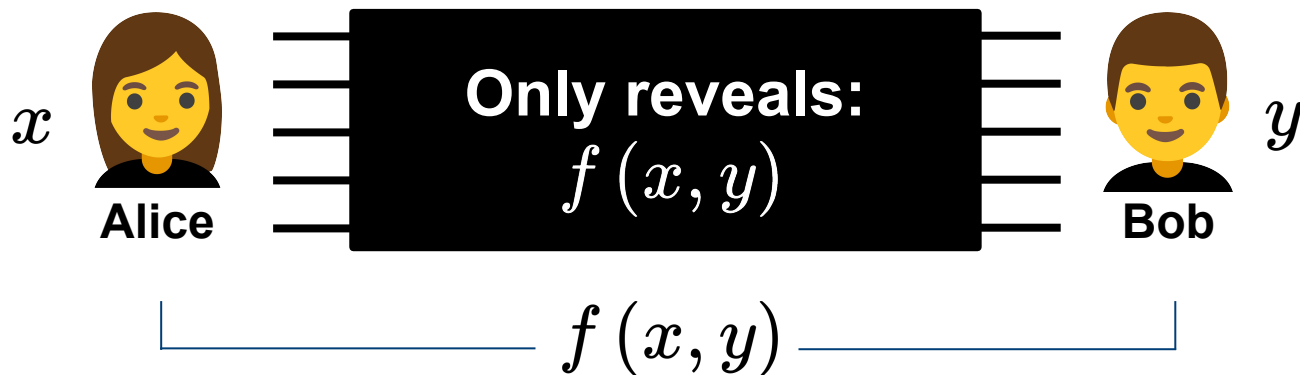 x
Only reveals:
f (x, y)
y
Alice
Bob
f (x, y)